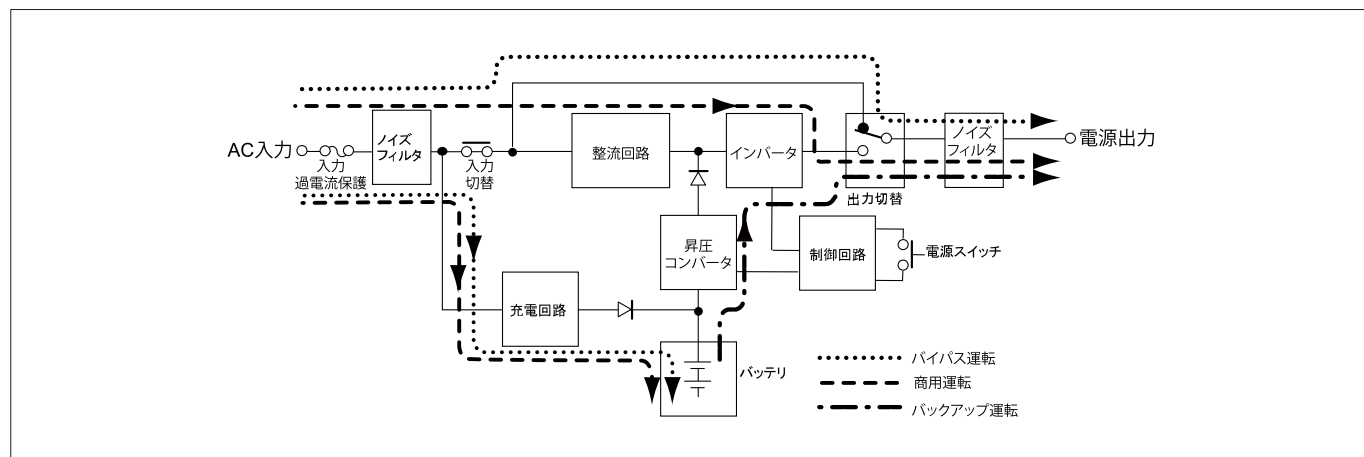 AC入力
入力
過電流保護
ノイズ
フィルタ
入力
切替
整流回路
インバータ
出力切替
ノイズ
フィルタ
電源出力
昇圧
コンバータ
制御回路
電源スイッチ
充電回路
バッテリ
バイパス運転
商用運転
バックアップ運転